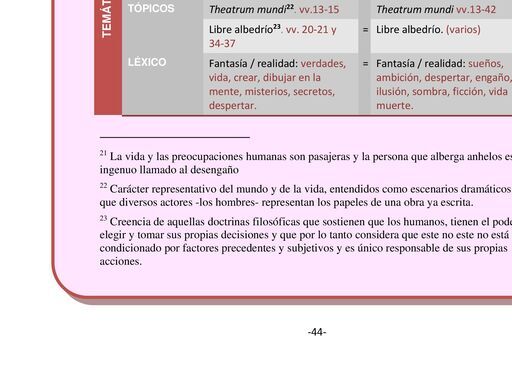 TÓPICOS Theatrum mundi22. vv.13-15 Theatrum mundi vv.13-42
Libre albedrío23. vv. 20-21 y = Libre albedrío. (varios)
34-37
LÉXICO Fantasía / realidad: verdades, = Fantasía / realidad: sueños,
vida, crear, dibujar en la ambición, despertar, engaño,
mente, misterios, secretos, ilusión, sombra, ficción, vida
despertar. muerte.
TEMÁT
21 La vida y las preocupaciones humanas son pasajeras y la persona que alberga anhelos es
ingenuo llamado al desengaño
22 Carácter representativo del mundo y de la vida, entendidos como escenarios dramáticos
que diversos actores -los hombres- representan los papeles de una obra ya escrita.
23 Creencia de aquellas doctrinas filosóficas que sostienen que los humanos, tienen el pode
elegir y tomar sus propias decisiones y que por lo tanto considera que este no este no está
condicionado por factores precedentes y subjetivos y es único responsable de sus propias
acciones.
-44-